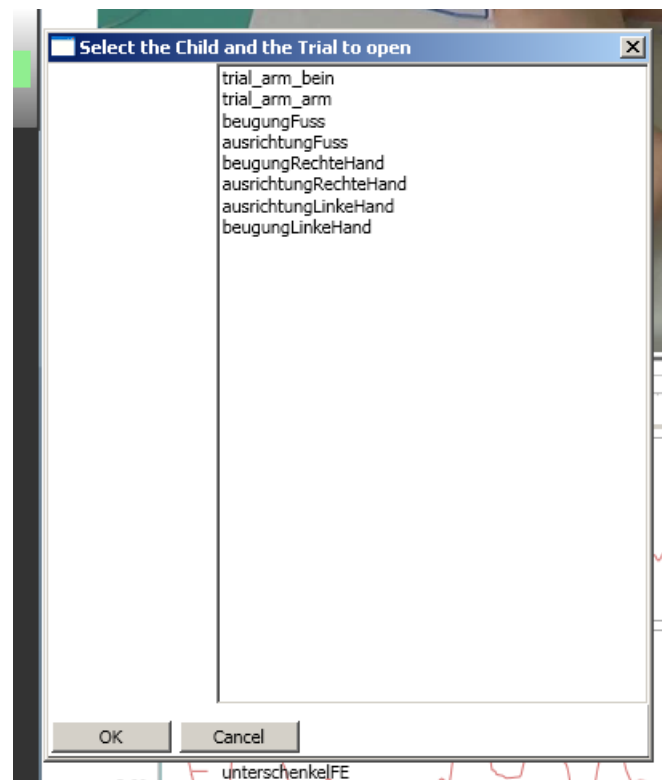 Select the Child and the Trial to open
trial_arm_bein
trial_arm_arm
beugungFuss
ausrichtungFuss
beugungRechteHand
ausrichtungRechteHand
ausrichtungLinkeHand
beugungLinkeHand
OK
Cancel
unterschenkelFE